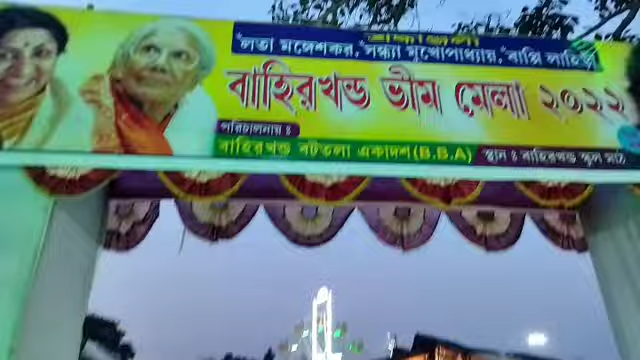 শ্রদ্ধাঞ্জলী
লতা মঙ্গেশকর, সন্ধ্যা মুখোপাধ্যায়, বাপ্পি লাহিড়ী
বাহিরখন্ড ভীম মেলা ২০২২
পরিচালনায় :
বাহিরখন্ড বটতলা একাদশ (B.S.A) স্থান : বাহিরখন্ড স্কুল মাঠ